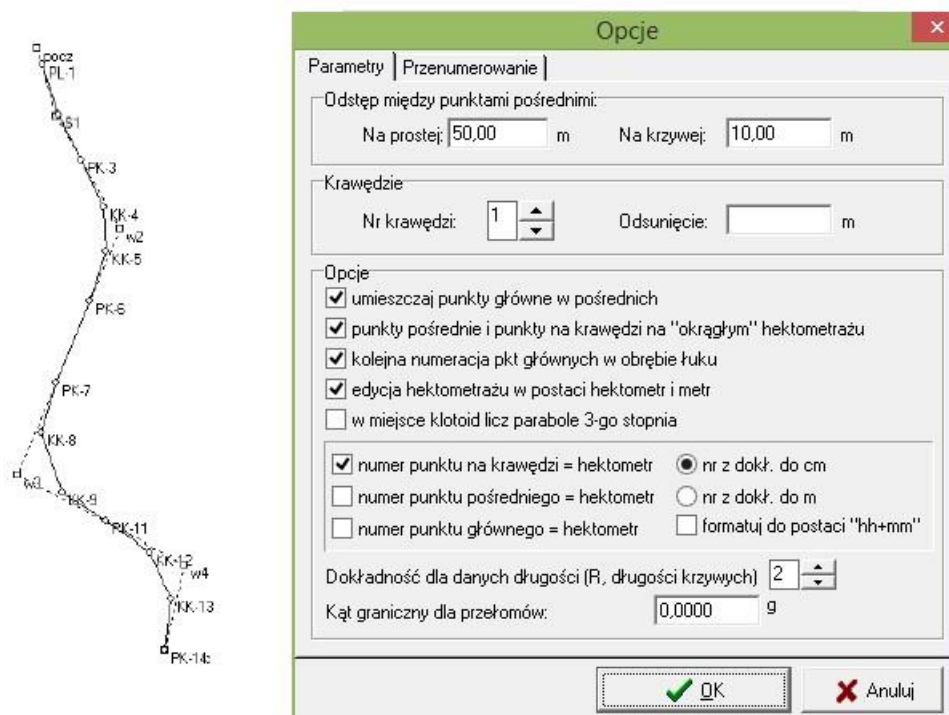 pocz
PL-1
S1
PK-3
KK-4
w2
KK-5
PK-6
PK-7
KK-8
w3
KK-9
PK-11
KK-12
w4
KK-13
Opcje
Parametry Przenumerowanie
Odstęp między punktami pośrednimi:
Na prostej: 50,00 m Na krzywej: 10,00 m
Krawędzie
Nr krawędzi: 1 Odsunięcie: m
Opcje
umieszczaj punkty główne w pośrednich
punkty pośrednie i punkty na krawędzi na "okrągłym" hektometrażu
kolejna numeracja pkt głównych w obrębie łuku
edycja hektometrażu w postaci hektometr i metr
w miejsce klotoid licz parabole 3-go stopnia
numer punktu na krawędzi = hektometr nr z dokł. do cm
numer punktu pośredniego = hektometr nr z dokł. do m
numer punktu głównego = hektometr formatuj do postaci "hh+mm"
Dokładność dla danych długości (R, długości krzywych) 2
Kąt graniczny dla przełomów: 0,0000 g
OK Anuluj